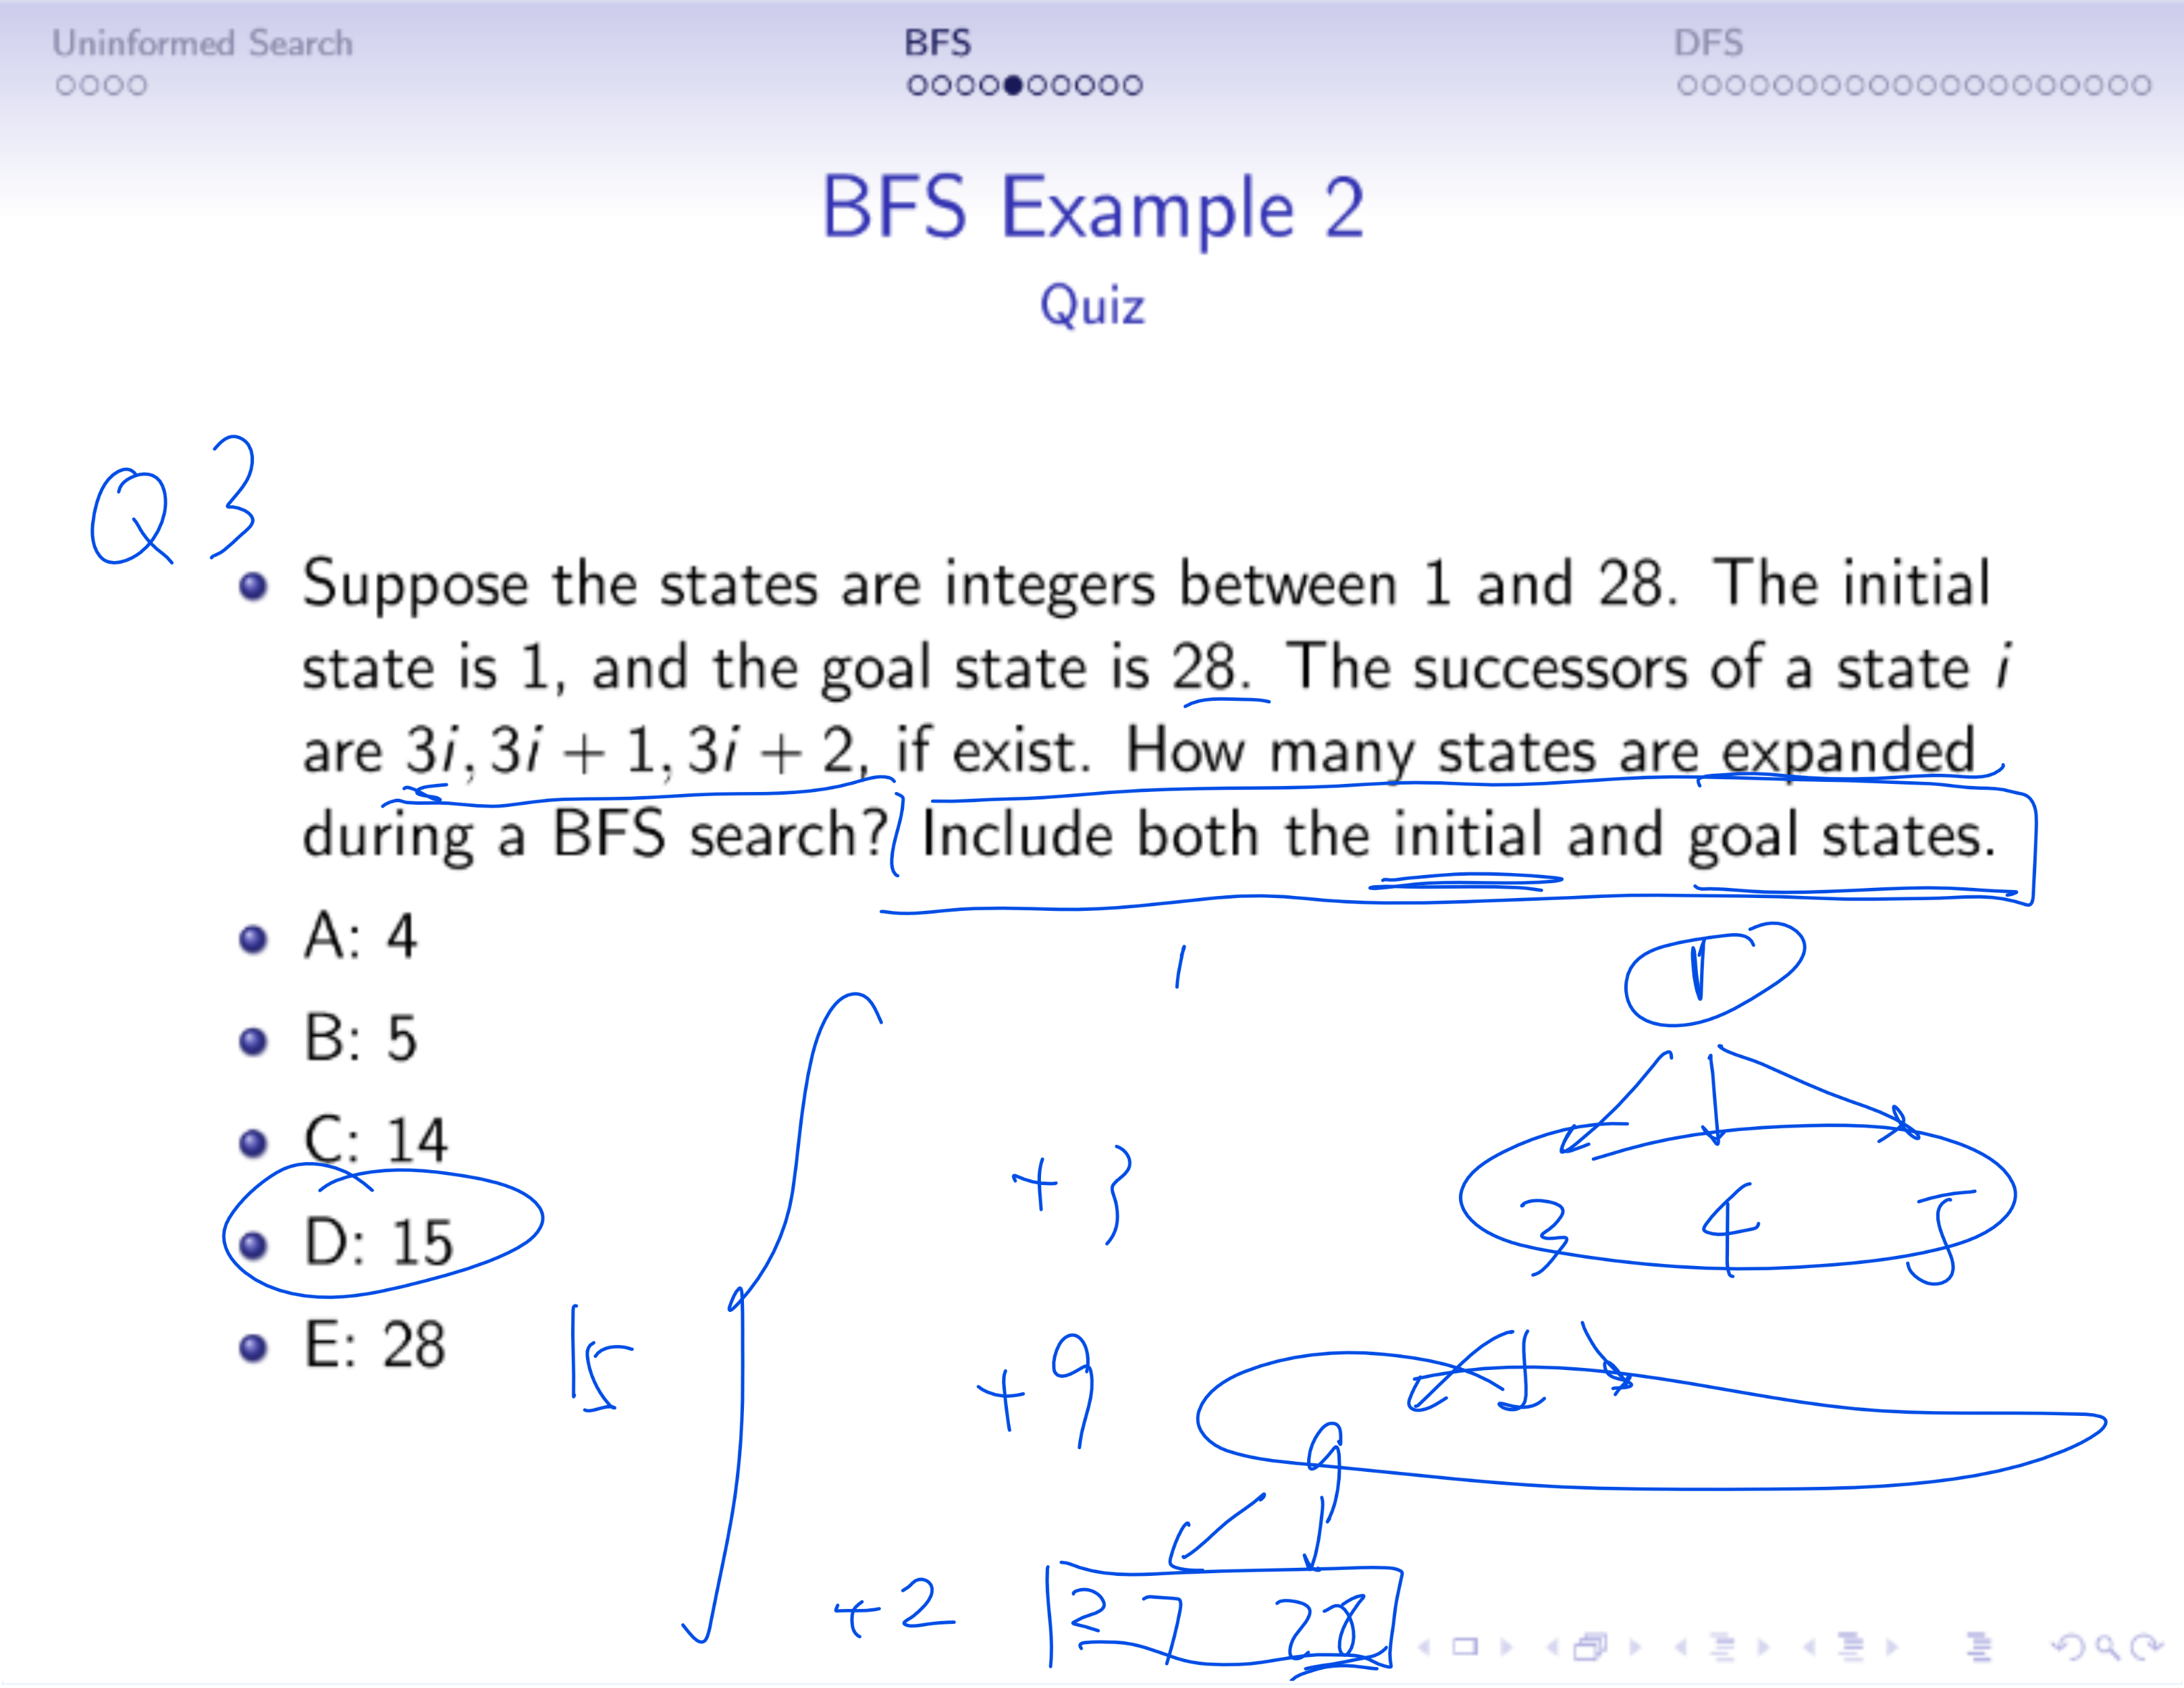 Uninformed Search BFS DFS
BFS Example 2
Quiz
Q 3
Suppose the states are integers between 1 and 28. The initial
state is 1, and the goal state is 28. The successors of a state i
are 3i, 3i + 1, 3i + 2, if exist. How many states are expanded
during a BFS search? Include both the initial and goal states.
A: 4
B: 5
C: 14
D: 15
E: 28
1 1
+3 3 4 5
15 +9 9
+2 27 28